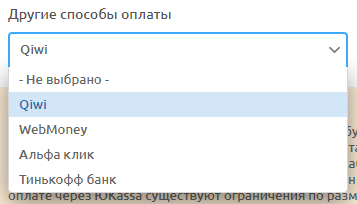 Другие способы оплаты
Qiwi
- Не выбрано -
Qiwi
WebMoney
Альфа клик
Тинькофф банк
оплате через ЮKassa существуют ограничения по разм